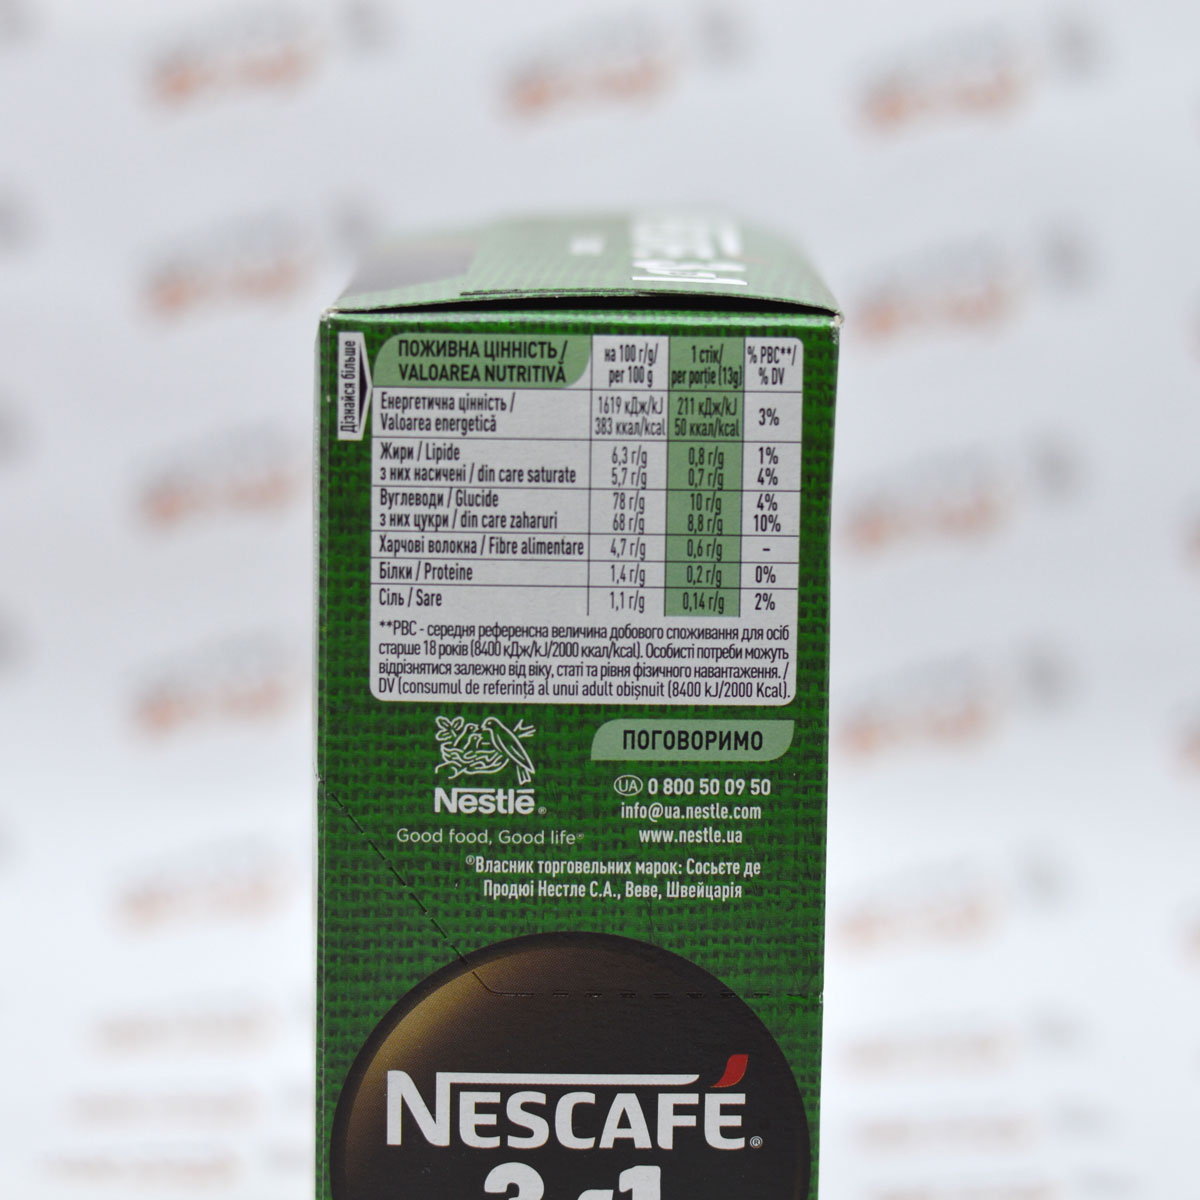 Дізнайся більше
ПОЖИВНА ЦІННІСТЬ / на 100 г/g/ 1 стік/ % РВС**/
VALOAREA NUTRITIVĂ per 100 g per porție (13g) % DV
Енергетична цінність / 1619 кДж/kJ 211 кДж/kJ 3%
Valoarea energetică 383 ккал/kcal 50 ккал/kcal
Жири / Lipide 6,3 г/g 0,8 г/g 1%
з них насичені / din care saturate 5,7 г/g 0,7 г/g 4%
Вуглеводи / Glucide 78 г/g 10 г/g 4%
з них цукри / din care zaharuri 68 г/g 8,8 г/g 10%
Харчові волокна / Fibre alimentare 4,7 г/g 0,6 г/g –
Білки / Proteine 1,4 г/g 0,2 г/g 0%
Сіль / Sare 1,1 г/g 0,14 г/g 2%
**РВС - середня референсна величина добового споживання для осіб
старше 18 років (8400 кДж/kJ/2000 ккал/kcal). Особисті потреби можуть
відрізнятися залежно від віку, статі та рівня фізичного навантаження. /
DV (consumul de referință al unui adult obișnuit (8400 kJ/2000 Kcal).
Nestlé®
Good food, Good life®
ПОГОВОРИМО
UA 0 800 50 09 50
info@ua.nestle.com
www.nestle.ua
®Власник торговельних марок: Сосьєте де
Продюі Нестле С.А., Веве, Швейцарія
NESCAFÉ®